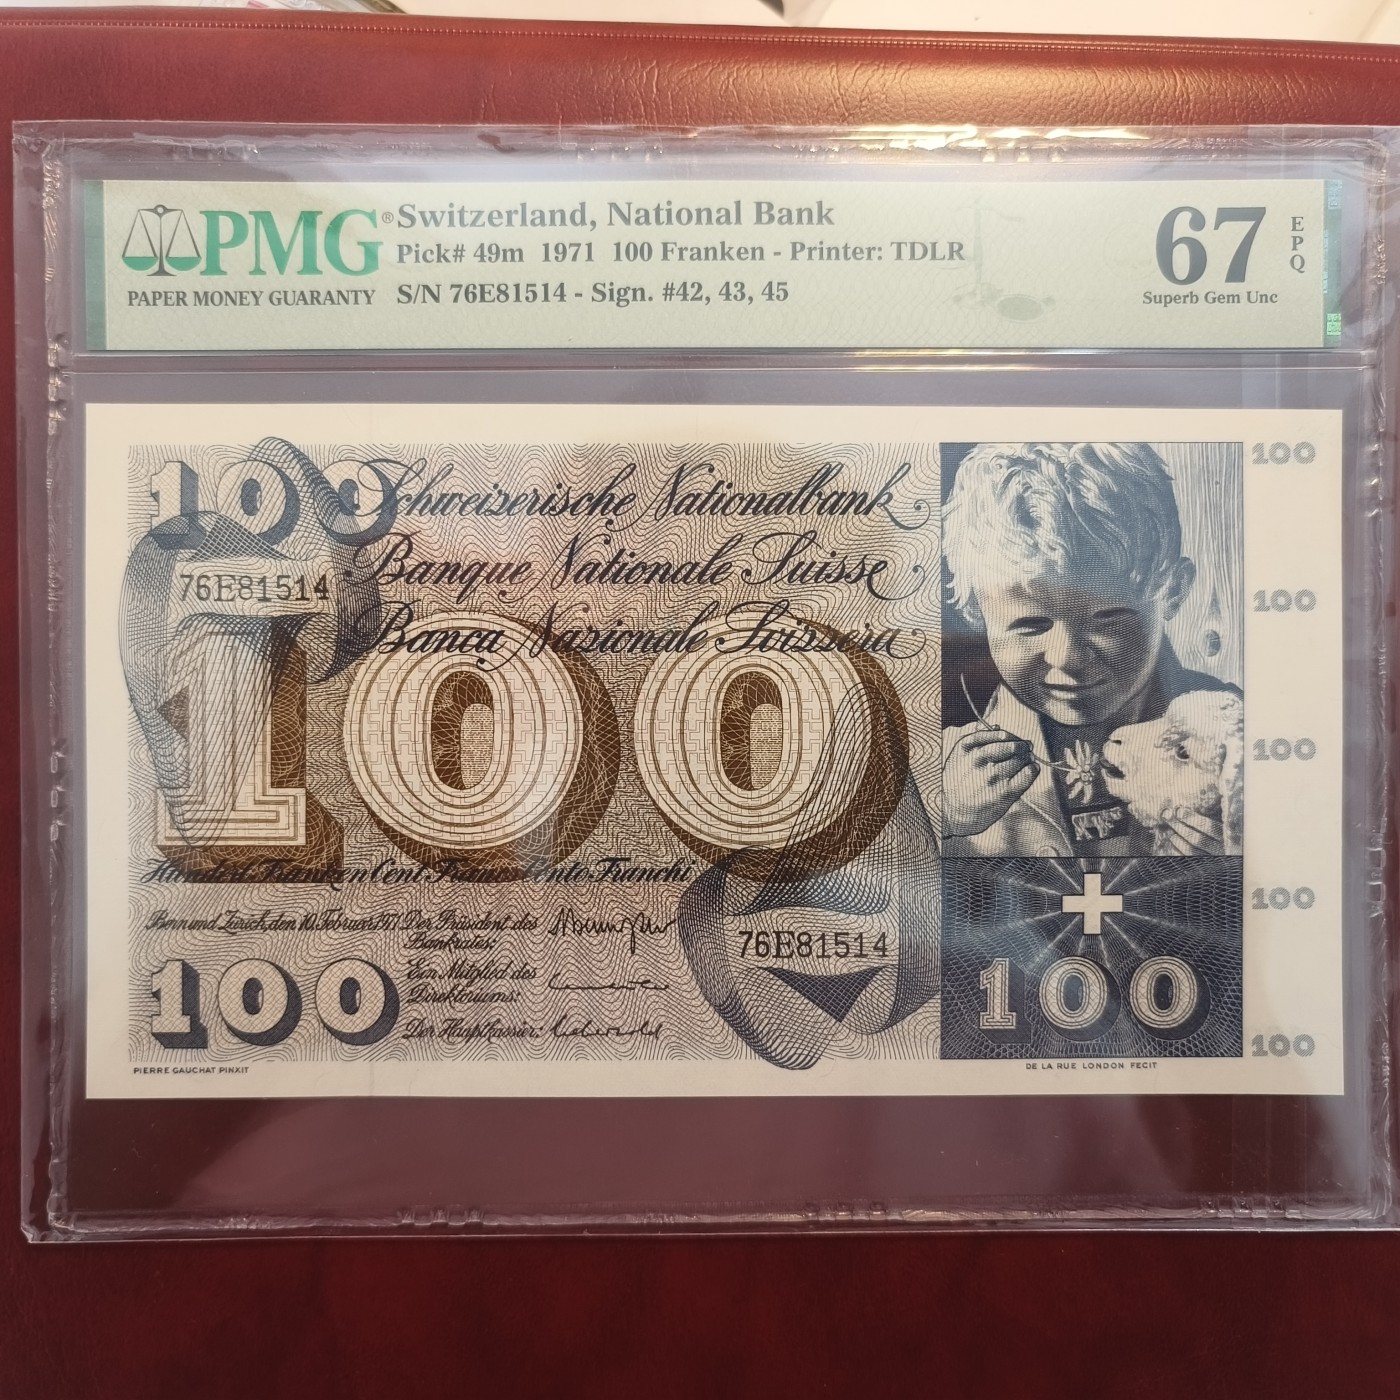 PMG®
PAPER MONEY GUARANTY
Switzerland, National Bank
Pick# 49m 1971 100 Franken - Printer: TDLR
S/N 76E81514 - Sign. #42, 43, 45
67
EPQ
Superb Gem Unc
100
Schweizerische Nationalbank
Banque Nationale Suisse
Banca Nazionale Svizzera
76E81514
100
Hundert Franken Cent Francs Cento Franchi
Bern und Zürich, den 10. Februar 1971 Der Präsident des
Bankrates:
Ein Mitglied des
Direktoriums:
Der Hauptkassier:
100
76E81514
100
100
100
100
100
100
PIERRE GAUCHAT PINXIT
DE LA RUE LONDON FECIT